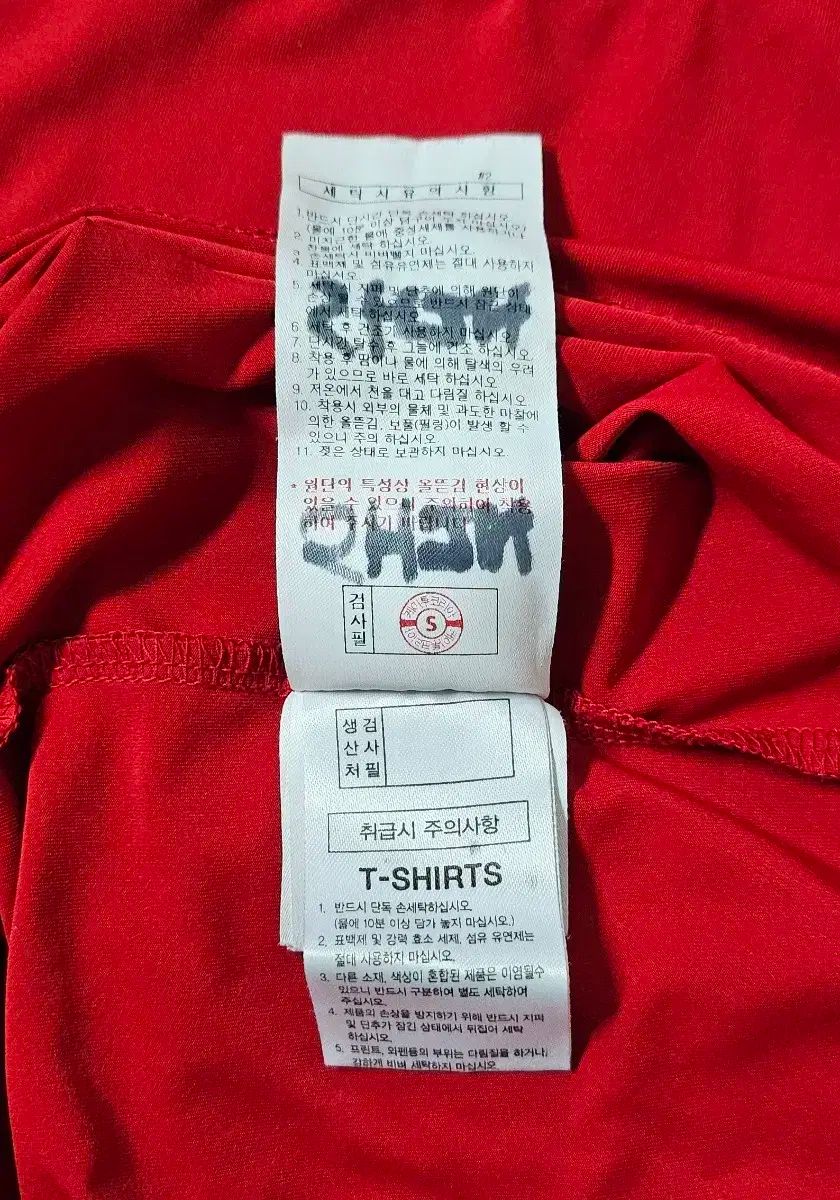 #2
세탁시유의사항
1. 반드시 단시간 단독 손세탁 하십시오
(물에 10분 이상 담구어 두지 마십시오)
2. 미지근한 물에 중성세제를 사용하거나
찬물에 세탁 하십시오
3. 손세탁시 비벼빨지 마십시오
4. 표백제 및 섬유유연제는 절대 사용하지
마십시오
5. 세탁시 지퍼 및 단추에 의해 원단이
수 있으므로 반드시 잠근 상태
에서 세탁 하십시오
6. 세탁 후 건조기 사용하지 마십시오
7. 단시간 탈수 후 그늘에 건조 하십시오
8. 착용 후 땀이나 물에 의해 탈색의 우려
가 있으므로 바로 세탁 하십시오
9. 저온에서 천을 대고 다림질 하십시오
10. 착용시 외부의 물체 및 과도한 마찰에
의한 올뜯김, 보풀(필링)이 발생 할 수
있으니 주의 하십시오
11. 젖은 상태로 보관하지 마십시오
* 원단의 특성상 올뜯김 현상이
있을 수 있으니 주의하여 착용
하여 주시기 바랍니다
검사필
S
생산처 검사필
취급시 주의사항
T-SHIRTS
1. 반드시 단독 손세탁하십시오.
(물에 10분 이상 담가 놓지 마십시오.)
2. 표백제 및 강력 효소 세제, 섬유 유연제는
절대 사용하지 마십시오.
3. 다른 소재, 색상이 혼합된 제품은 이염될수
있으니 반드시 구분하여 별도 세탁하여
주십시오.
4. 제품의 손상을 방지하기 위해 반드시 지퍼
및 단추가 잠긴 상태에서 뒤집어 세탁
하십시오.
5. 프린트, 와펜등의 부위는 다림질을 하거나,
강하게 비벼 세탁하지 마십시오